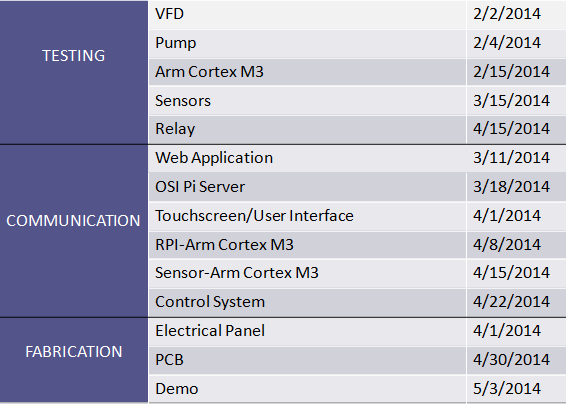 TESTING
VFD 2/2/2014
Pump 2/4/2014
Arm Cortex M3 2/15/2014
Sensors 3/15/2014
Relay 4/15/2014
COMMUNICATION
Web Application 3/11/2014
OSI Pi Server 3/18/2014
Touchscreen/User Interface 4/1/2014
RPI-Arm Cortex M3 4/8/2014
Sensor-Arm Cortex M3 4/15/2014
Control System 4/22/2014
FABRICATION
Electrical Panel 4/1/2014
PCB 4/30/2014
Demo 5/3/2014